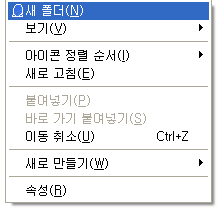 새 폴더(N)
보기(V)
아이콘 정렬 순서(I)
새로 고침(E)
붙여넣기(P)
바로 가기 붙여넣기(S)
이동 취소(U) Ctrl+Z
새로 만들기(W)
속성(R)